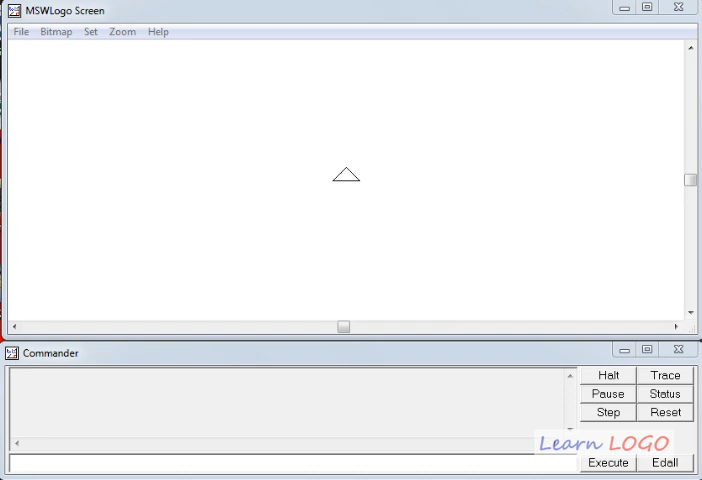 MSWLogo Screen
File Bitmap Set Zoom Help
Commander
Halt Trace
Pause Status
Step Reset
Learn LOGO
Execute Edall